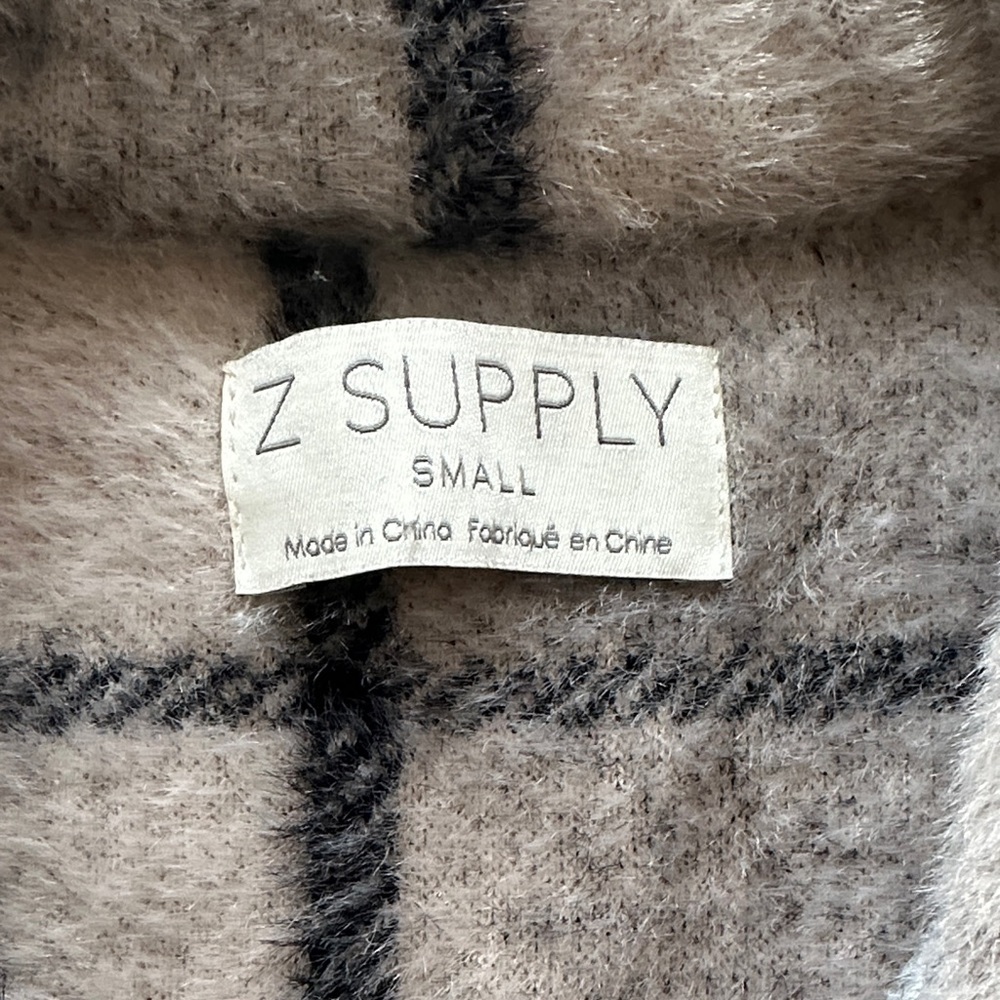 Z SUPPLY
SMALL
Made in China Fabriqué en Chine